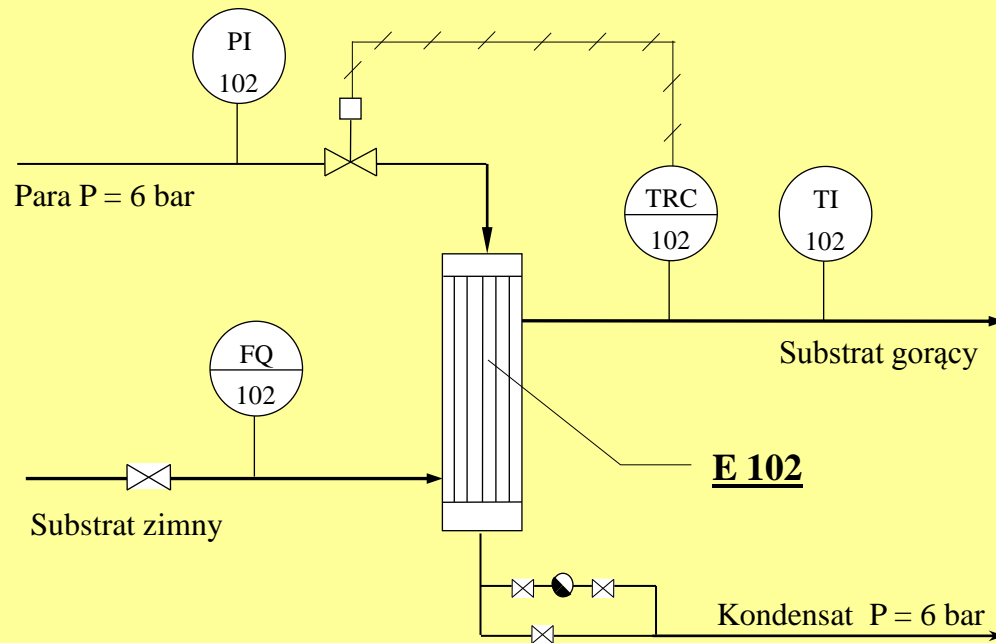 PI
102
Para P = 6 bar
TRC
102
TI
102
Substrat gorący
FQ
102
E 102
Substrat zimny
Kondensat P = 6 bar